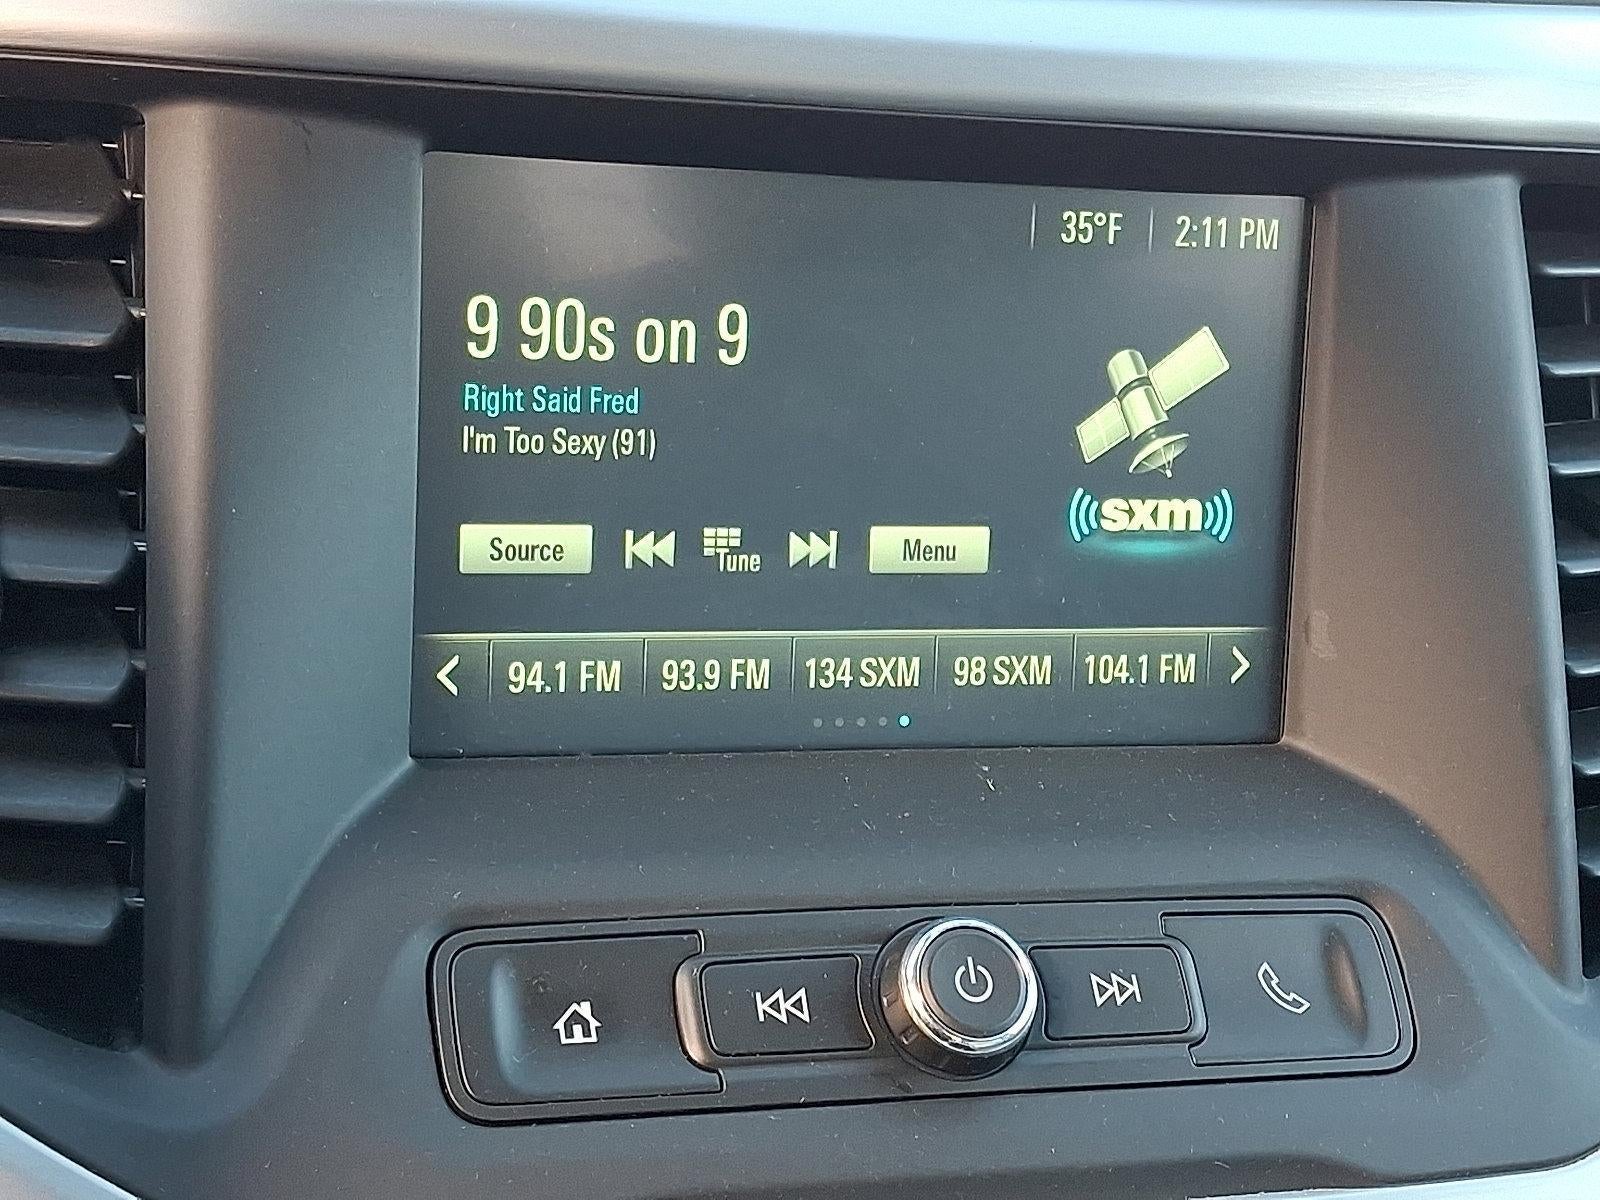 35°F 2:11 PM
9 90s on 9
Right Said Fred
I'm Too Sexy (91)
((sxm))
Source Tune Menu
< 94.1 FM 93.9 FM 134 SXM 98 SXM 104.1 FM >